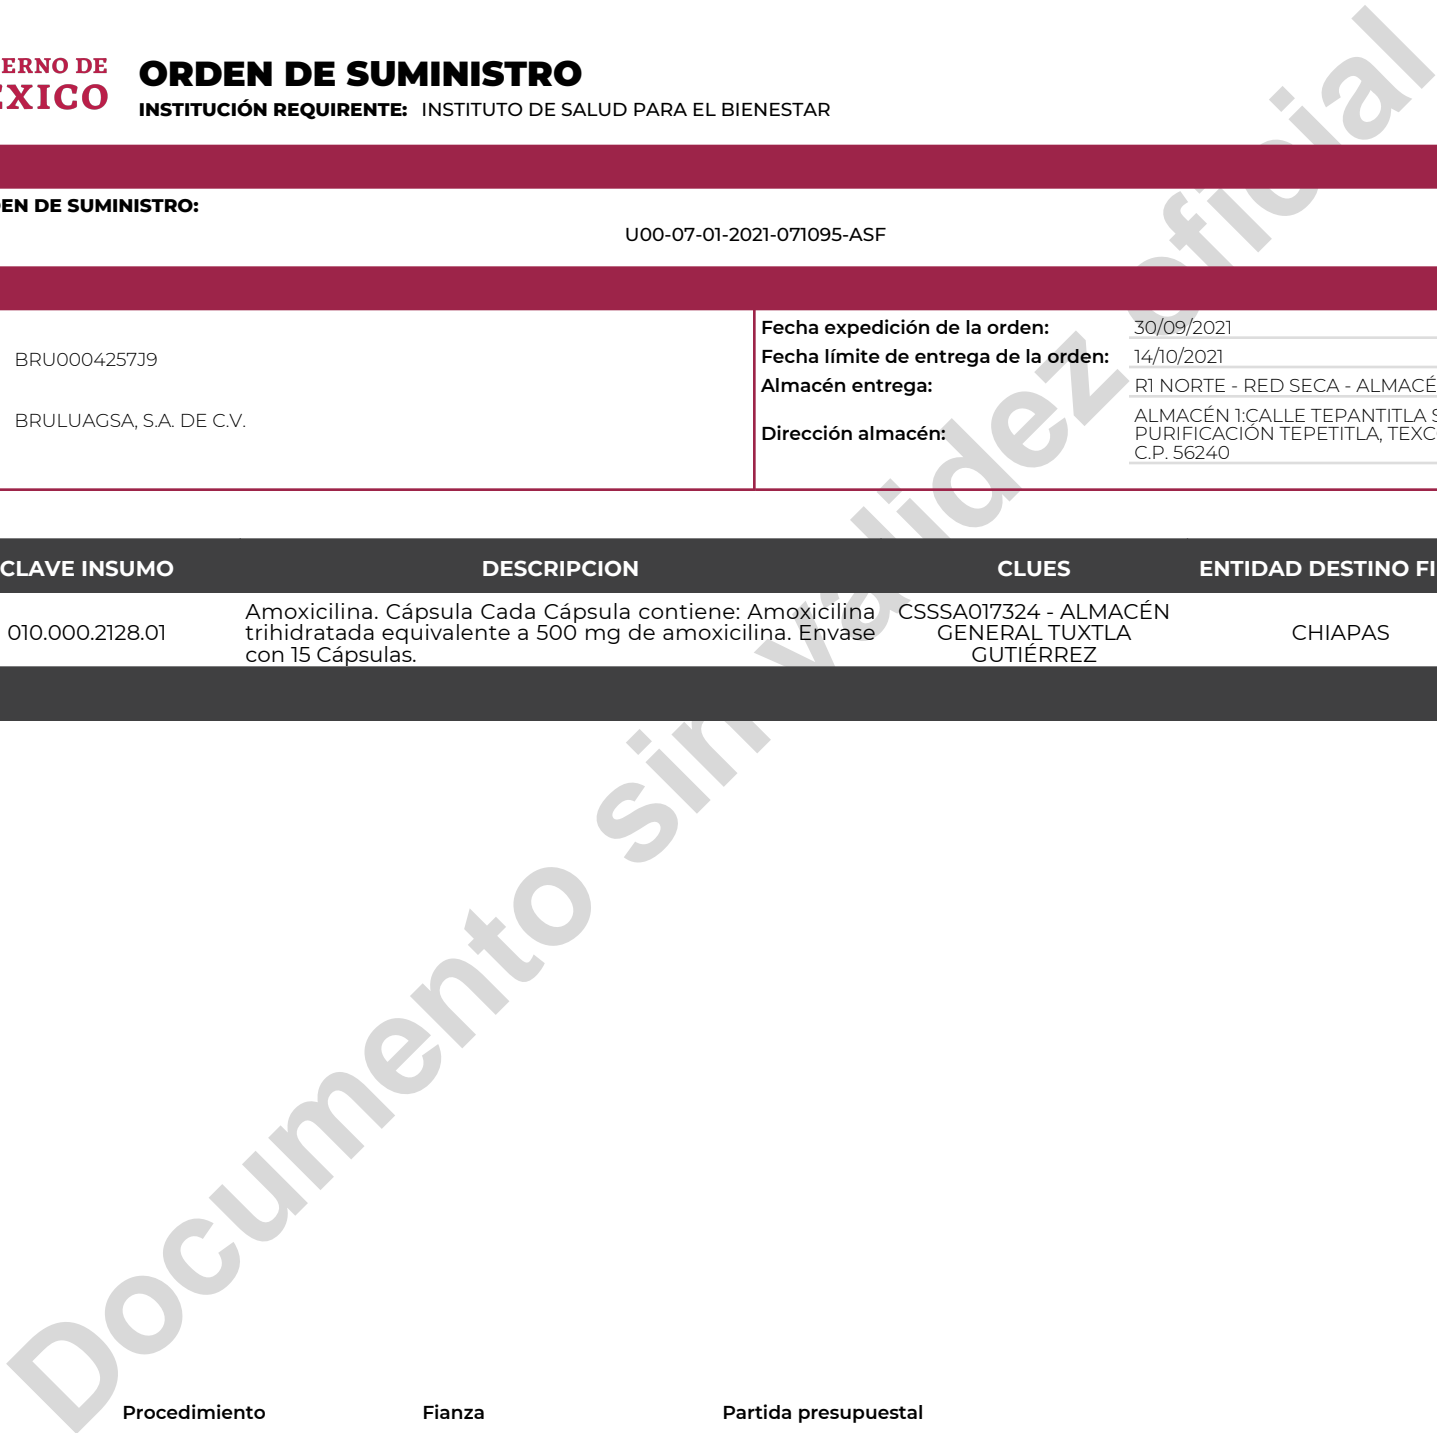 ERNO DE
ÉXICO
ORDEN DE SUMINISTRO
INSTITUCIÓN REQUIRENTE: INSTITUTO DE SALUD PARA EL BIENESTAR
EN DE SUMINISTRO:
U00-07-01-2021-071095-ASF
BRU0004257J9
BRULUAGSA, S.A. DE C.V.
Fecha expedición de la orden: 30/09/2021
Fecha límite de entrega de la orden: 14/10/2021
Almacén entrega: R1 NORTE - RED SECA - ALMACÉ
Dirección almacén:
ALMACÉN 1:CALLE TEPANTITLA S
PURIFICACIÓN TEPETITLA, TEXC
C.P. 56240
CLAVE INSUMO DESCRIPCION CLUES ENTIDAD DESTINO FI
010.000.2128.01
Amoxicilina. Cápsula Cada Cápsula contiene: Amoxicilina
trihidratada equivalente a 500 mg de amoxicilina. Envase
con 15 Cápsulas.
CSSSA017324 - ALMACÉN
GENERAL TUXTLA
GUTIÉRREZ
CHIAPAS
Documento sin validez oficial
Procedimiento Fianza Partida presupuestal